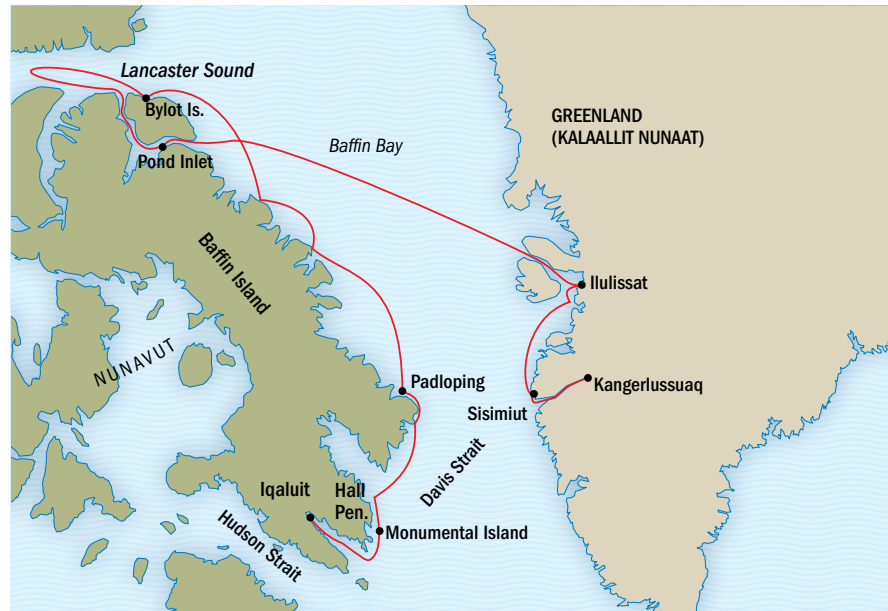 Lancaster Sound
Bylot Is.
GREENLAND
(KALAALLIT NUNAAT)
Baffin Bay
Pond Inlet
Baffin Island
Ilulissat
NUNAVUT
Padloping
Kangerlussuaq
Sisimiut
Davis Strait
Iqaluit
Hall
Pen.
Hudson Strait
Monumental Island